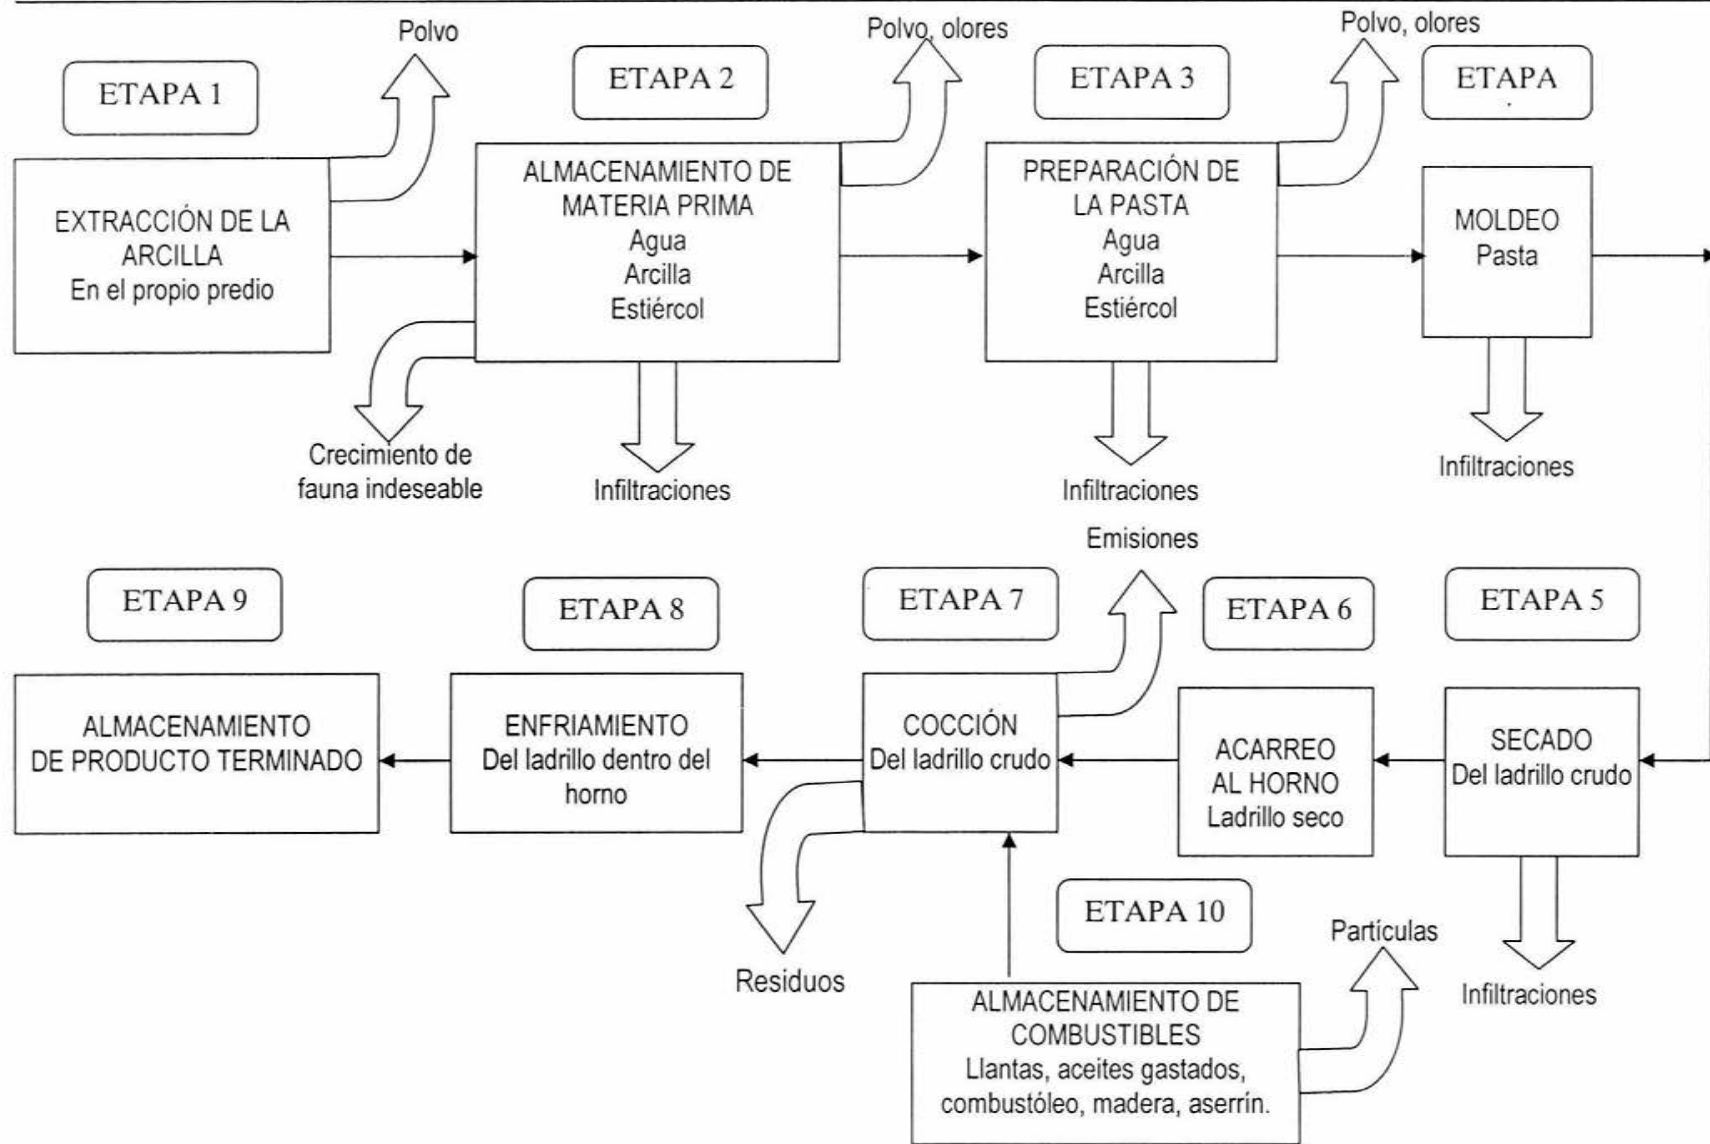 Polvo
Polvo, olores
Polvo, olores
ETAPA 1
ETAPA 2
ETAPA 3
ETAPA
EXTRACCIÓN DE LA
ARCILLA
En el propio predio
ALMACENAMIENTO DE
MATERIA PRIMA
Agua
Arcilla
Estiércol
PREPARACIÓN DE
LA PASTA
Agua
Arcilla
Estiércol
MOLDEO
Pasta
Crecimiento de
fauna indeseable
Infiltraciones
Infiltraciones
Infiltraciones
Emisiones
ETAPA 9
ETAPA 8
ETAPA 7
ETAPA 6
ETAPA 5
ALMACENAMIENTO
DE PRODUCTO TERMINADO
ENFRIAMIENTO
Del ladrillo dentro del
horno
COCCIÓN
Del ladrillo crudo
ACARREO
AL HORNO
Ladrillo seco
SECADO
Del ladrillo crudo
Residuos
ETAPA 10
Partículas
Infiltraciones
ALMACENAMIENTO DE
COMBUSTIBLES
Llantas, aceites gastados,
combustóleo, madera, aserrín.